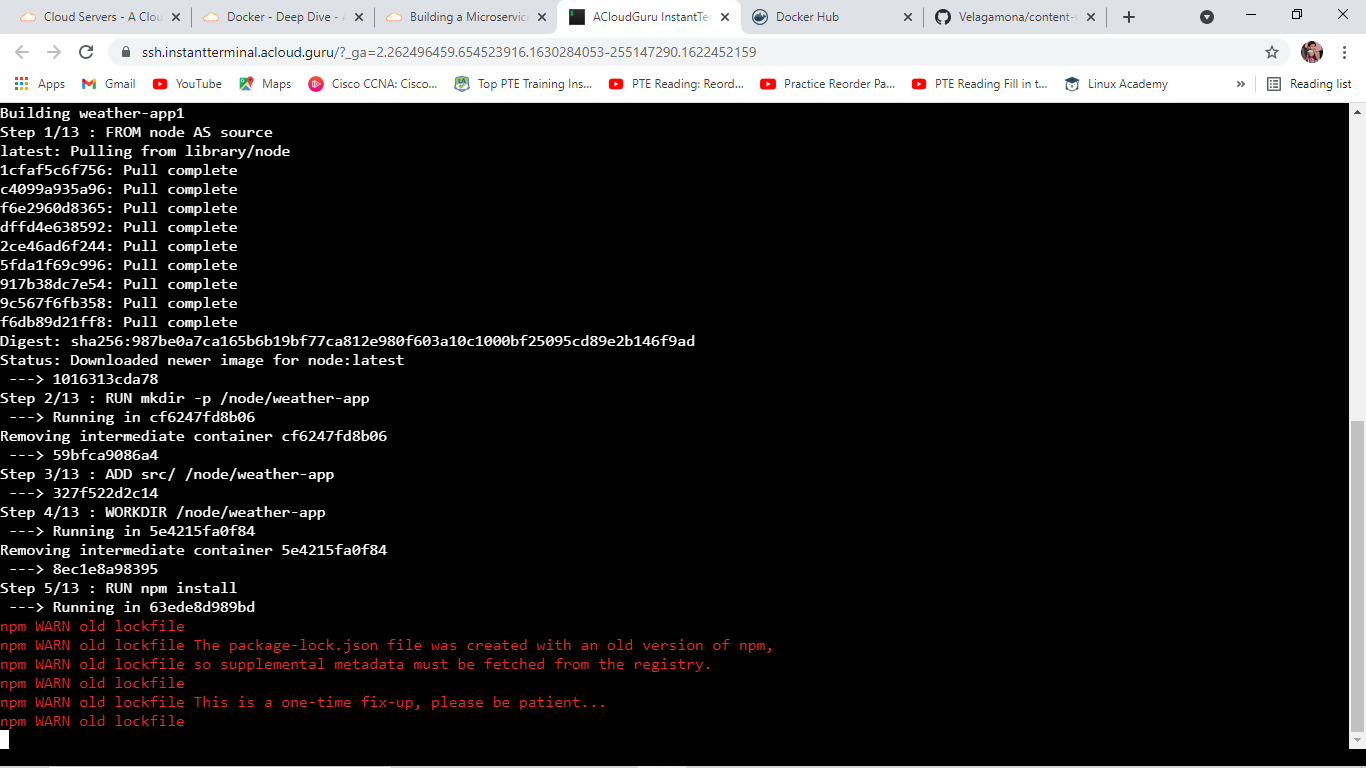 Cloud Servers - A Clou
Docker - Deep Dive - A
Building a Microservic
ACloudGuru InstantTer
Docker Hub
Velagamona/content-
ssh.instantterminal.acloud.guru/?_ga=2.262496459.654523916.1630284053-255147290.1622452159
Apps
Gmail
YouTube
Maps
Cisco CCNA: Cisco...
Top PTE Training Ins...
PTE Reading: Reord...
Practice Reorder Pa...
PTE Reading Fill in t...
Linux Academy
»
Reading list
Building weather-app1
Step 1/13 : FROM node AS source
latest: Pulling from library/node
1cfaf5c6f756: Pull complete
c4099a935a96: Pull complete
f6e2960d8365: Pull complete
dffd4e638592: Pull complete
2ce46ad6f244: Pull complete
5fda1f69c996: Pull complete
917b38dc7e54: Pull complete
9c567f6fb358: Pull complete
f6db89d21ff8: Pull complete
Digest: sha256:987be0a7ca165b6b19bf77ca812e980f603a10c1000bf25095cd89e2b146f9ad
Status: Downloaded newer image for node:latest
---> 1016313cda78
Step 2/13 : RUN mkdir -p /node/weather-app
---> Running in cf6247fd8b06
Removing intermediate container cf6247fd8b06
---> 59bfca9086a4
Step 3/13 : ADD src/ /node/weather-app
---> 327f522d2c14
Step 4/13 : WORKDIR /node/weather-app
---> Running in 5e4215fa0f84
Removing intermediate container 5e4215fa0f84
---> 8ec1e8a98395
Step 5/13 : RUN npm install
---> Running in 63ede8d989bd
npm WARN old lockfile
npm WARN old lockfile The package-lock.json file was created with an old version of npm,
npm WARN old lockfile so supplemental metadata must be fetched from the registry.
npm WARN old lockfile
npm WARN old lockfile This is a one-time fix-up, please be patient...
npm WARN old lockfile